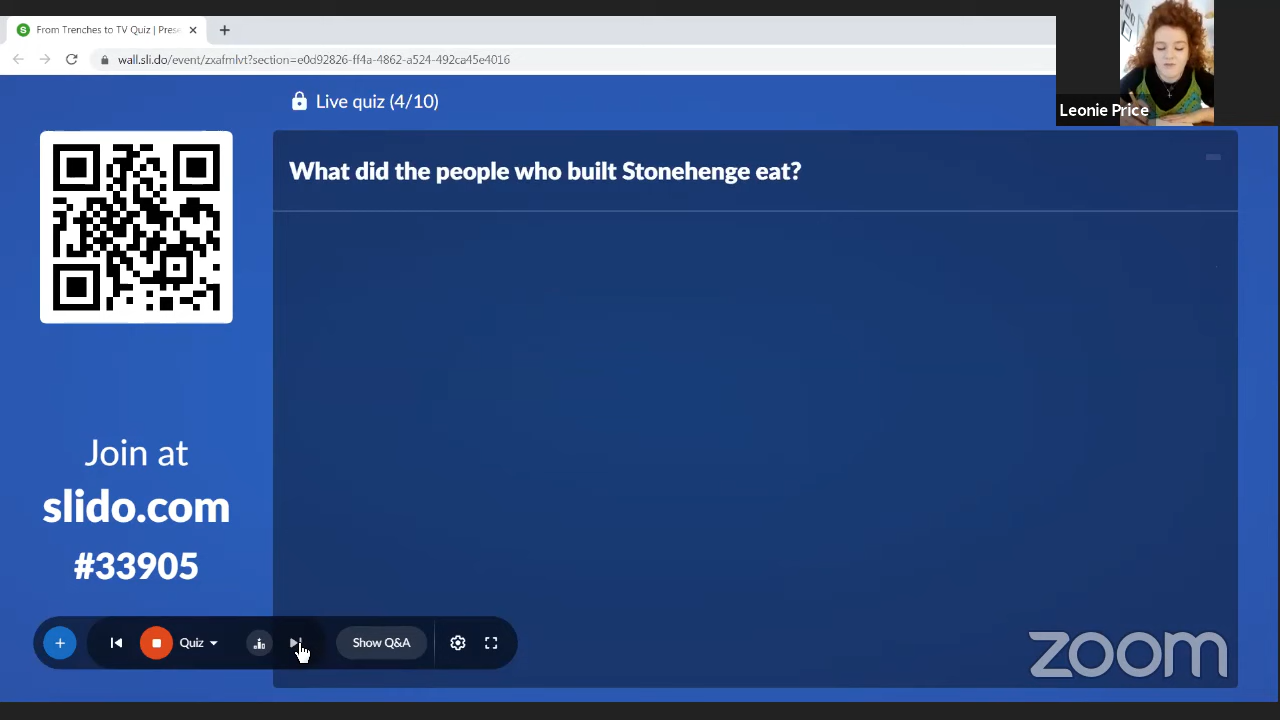 From Trenches to TV Quiz | Pres
wall.sli.do/event/zxafmlvt?section=e0d92826-ff4a-4862-a524-492ca45e4016
Leonie Price
Live quiz (4/10)
What did the people who built Stonehenge eat?
Join at
slido.com
#33905
Quiz
Show Q&A
zoom